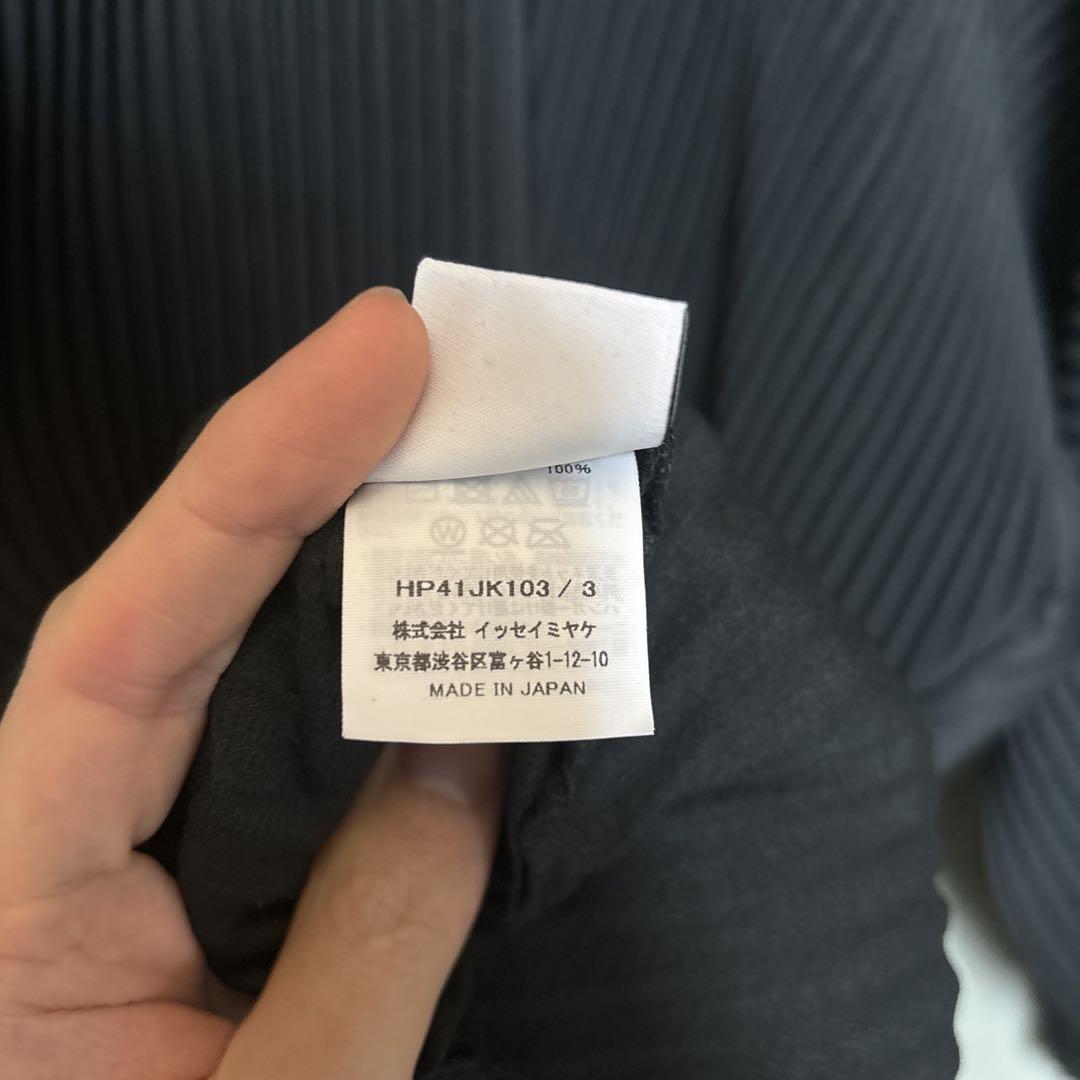 100%
W
HP41JK103 / 3
株式会社 イッセイミヤケ
東京都渋谷区富ヶ谷1-12-10
MADE IN JAPAN